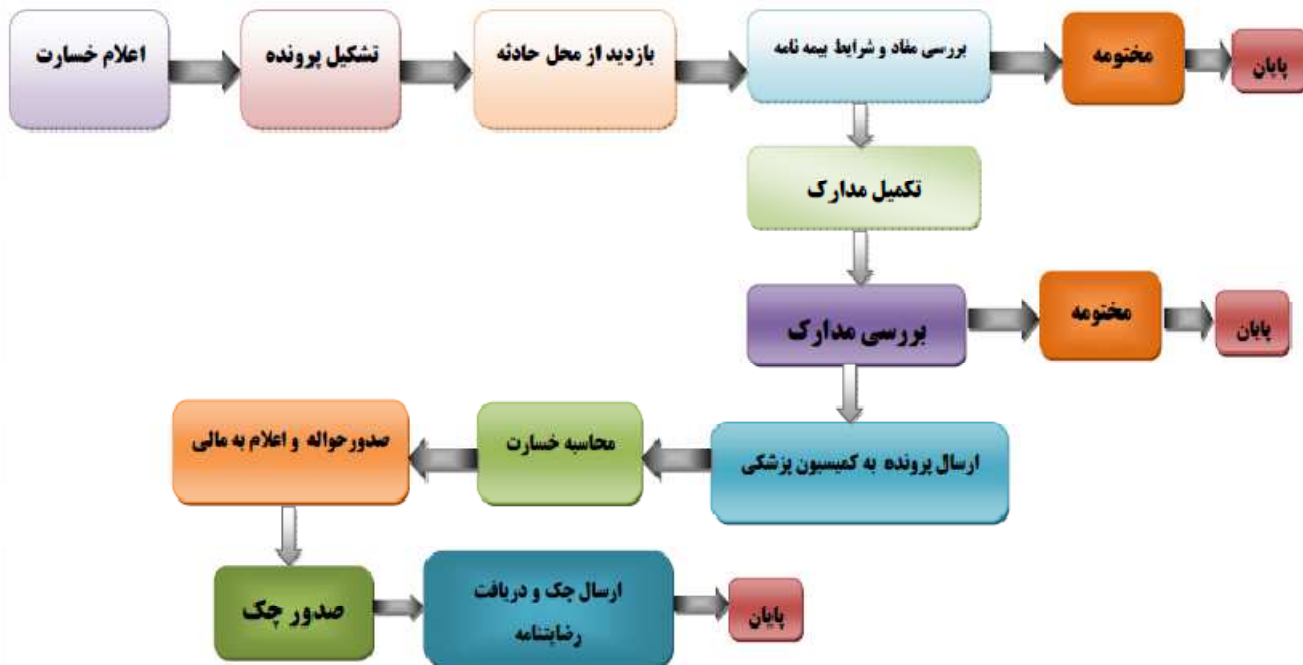 اعلام خسارت
تشکیل پرونده
بازدید از محل حادثه
بررسی مفاد و شرایط بیمه نامه
مختومه
پایان
تکمیل مدارک
بررسی مدارک
مختومه
پایان
ارسال پرونده به کمیسیون پزشکی
محاسبه خسارت
صدورحواله و اعلام به مالی
صدور چک
ارسال چک و دریافت
رضایتنامه
پایان